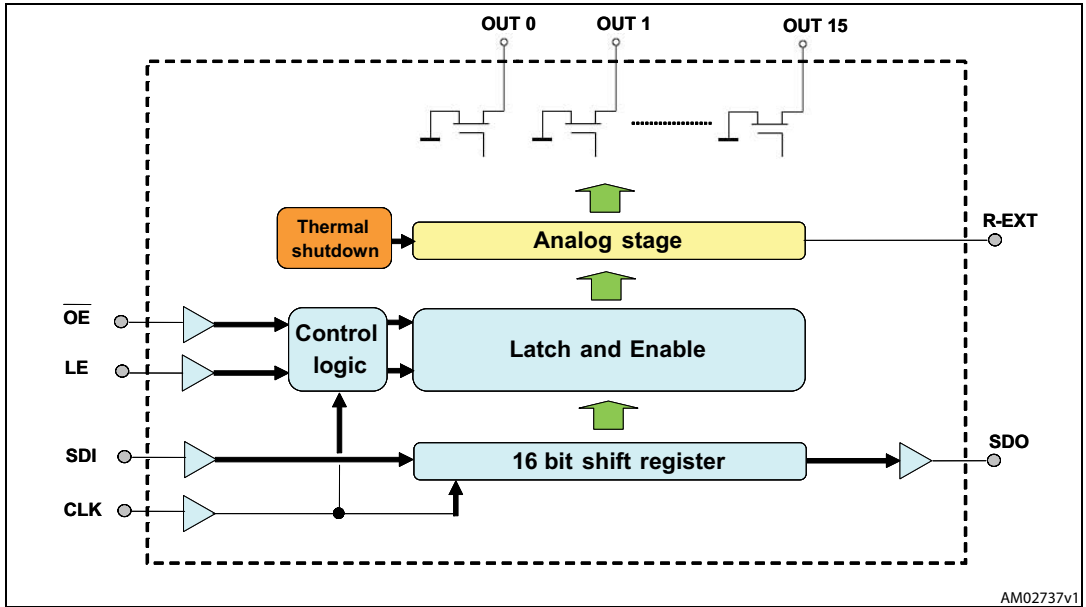 OUT 0
OUT 1
OUT 15
Thermal
shutdown
Analog stage
R-EXT
O̅E̅
LE
Control
logic
Latch and Enable
SDI
16 bit shift register
SDO
CLK
AM02737v1